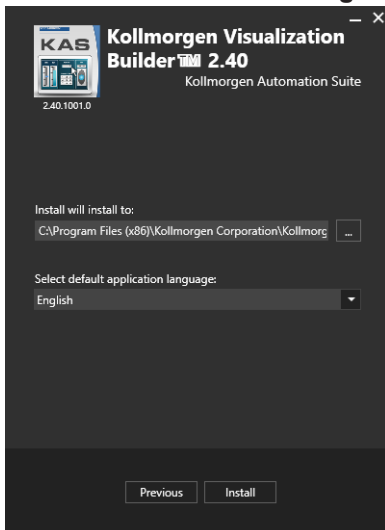 KAS
Kollmorgen Visualization
Builder™ 2.40
Kollmorgen Automation Suite
2.40.1001.0
Install will install to:
C:\Program Files (x86)\Kollmorgen Corporation\Kollmorg
...
Select default application language:
English
Previous
Install